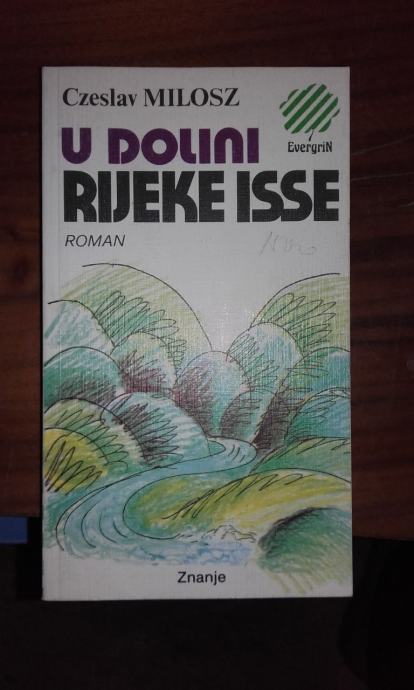 Czeslav MILOSZ
EvergriN
U DOLINI
RIJEKE ISSE
ROMAN
Znanje